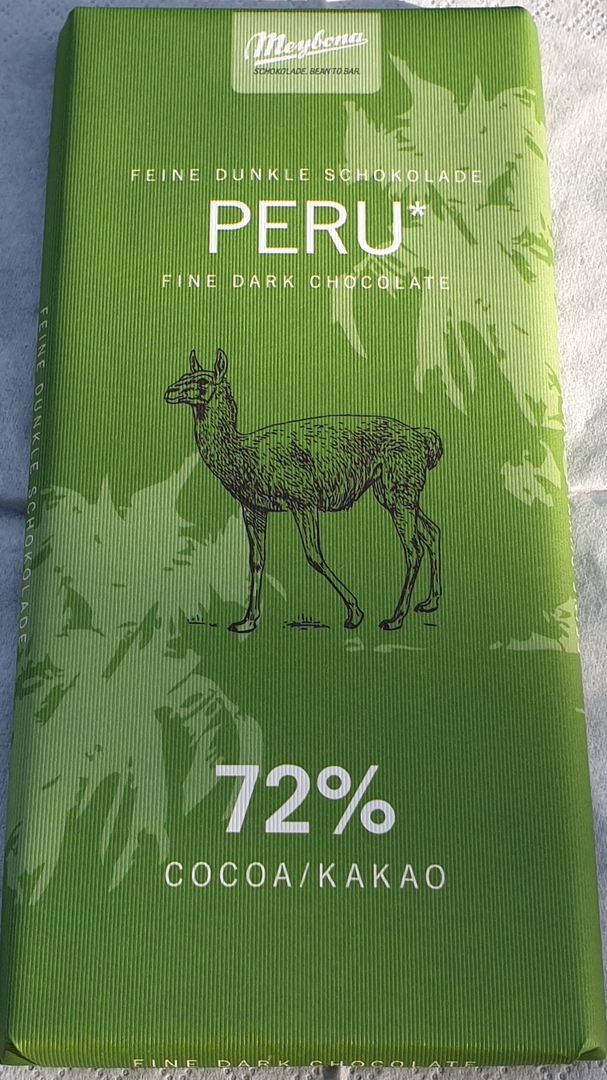 Meybona
SCHOKOLADE. BEAN TO BAR.
FEINE DUNKLE SCHOKOLADE
PERU*
FINE DARK CHOCOLATE
FEINE DUNKLE SCHOKOLADE
72%
COCOA/KAKAO
FINE DARK CHOCOLATE